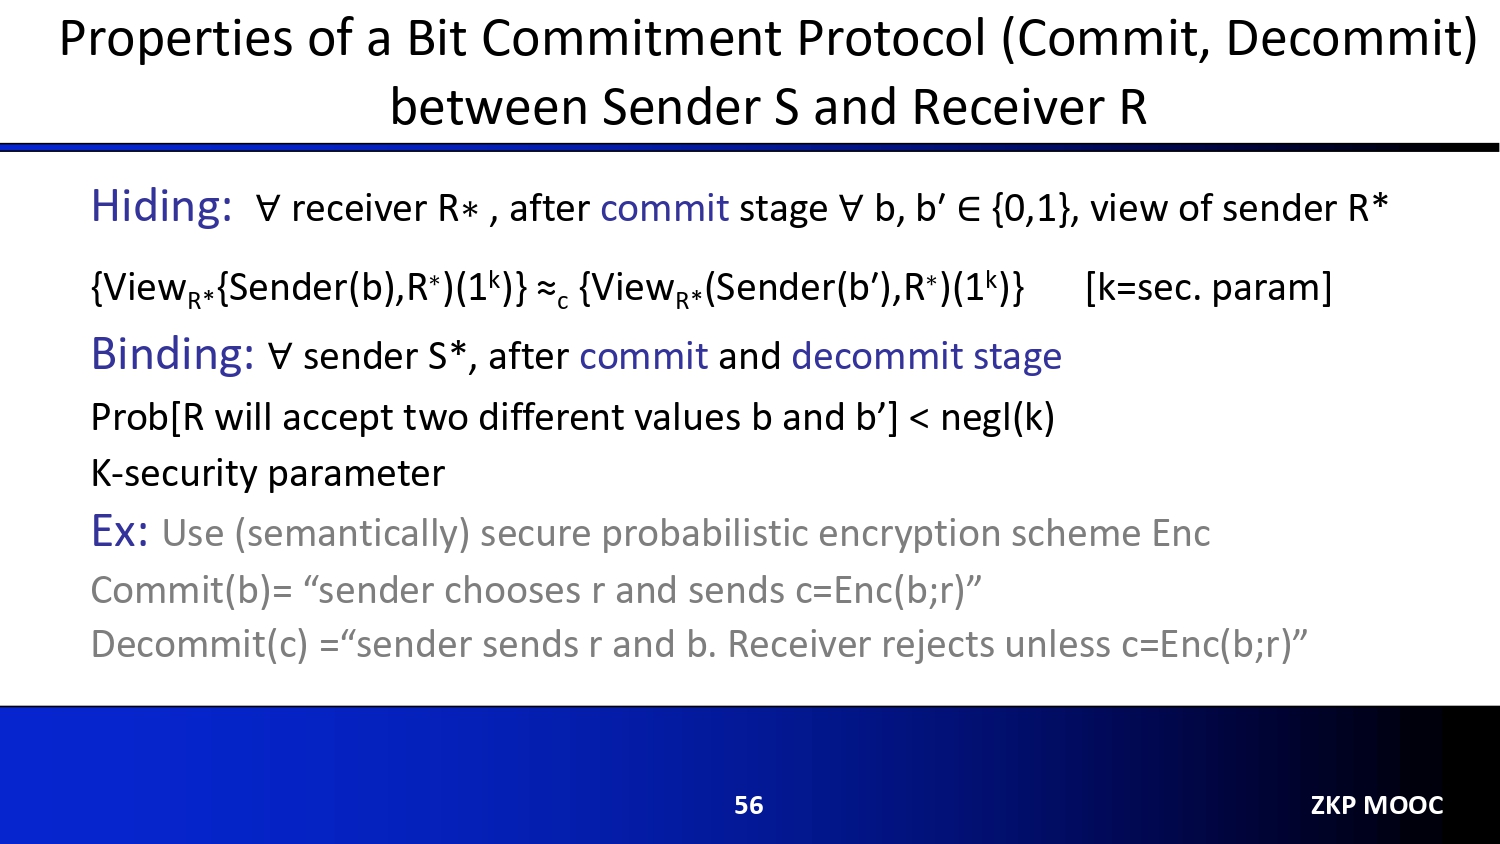 Properties of a Bit Commitment Protocol (Commit, Decommit)
between Sender S and Receiver R
Hiding: ∀ receiver R∗ , after commit stage ∀ b, b′ ∈ {0,1}, view of sender R*
{View_R*{Sender(b),R*)(1^k)} ≈_c {View_R*(Sender(b′),R*)(1^k)} [k=sec. param]
Binding: ∀ sender S*, after commit and decommit stage
Prob[R will accept two different values b and b’] < negl(k)
K-security parameter
Ex: Use (semantically) secure probabilistic encryption scheme Enc
Commit(b)= “sender chooses r and sends c=Enc(b;r)”
Decommit(c) =“sender sends r and b. Receiver rejects unless c=Enc(b;r)”
56
ZKP MOOC